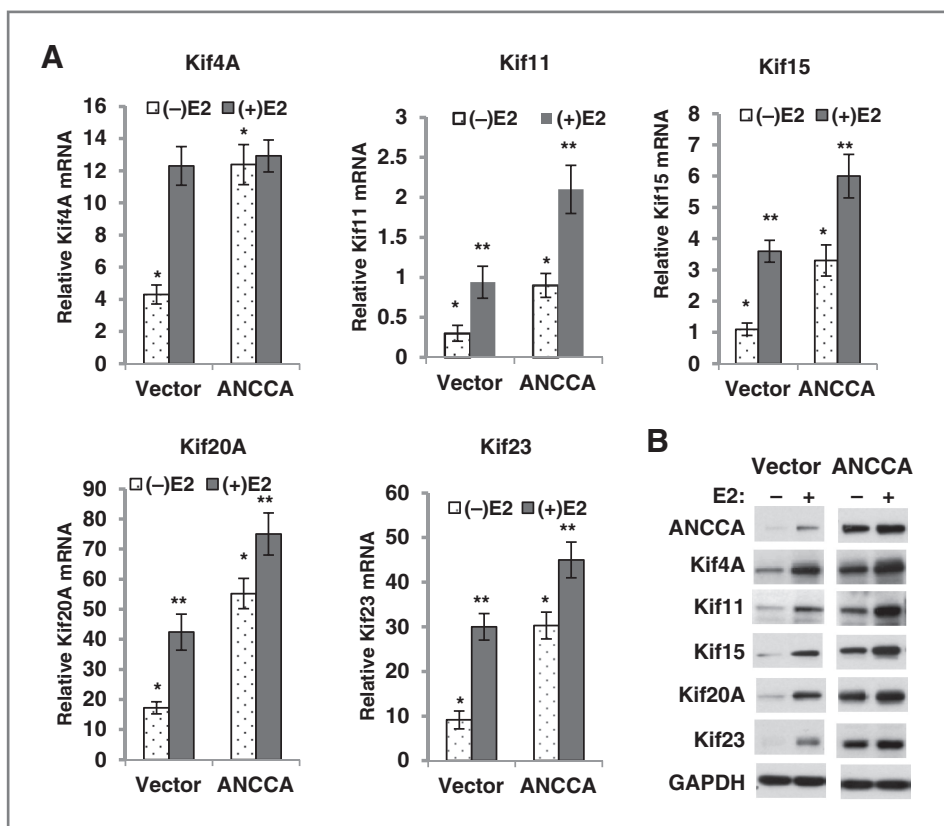 A
Kif4A
(–)E2 (+)E2
Relative Kif4A mRNA
16
14
12
10
8
6
4
2
0
*
*
Vector ANCCA
Kif11
(–)E2 (+)E2
Relative Kif11 mRNA
3
2.5
2
1.5
1
0.5
0
*
**
*
**
Vector ANCCA
Kif15
(–)E2 (+)E2
Relative Kif15 mRNA
8
7
6
5
4
3
2
1
0
*
**
*
**
Vector ANCCA
Kif20A
(–)E2 (+)E2
Relative Kif20A mRNA
90
80
70
60
50
40
30
20
10
0
*
**
*
**
Vector ANCCA
Kif23
(–)E2 (+)E2
Relative Kif23 mRNA
60
50
40
30
20
10
0
*
**
*
**
Vector ANCCA
B
Vector ANCCA
E2: – + – +
ANCCA
Kif4A
Kif11
Kif15
Kif20A
Kif23
GAPDH